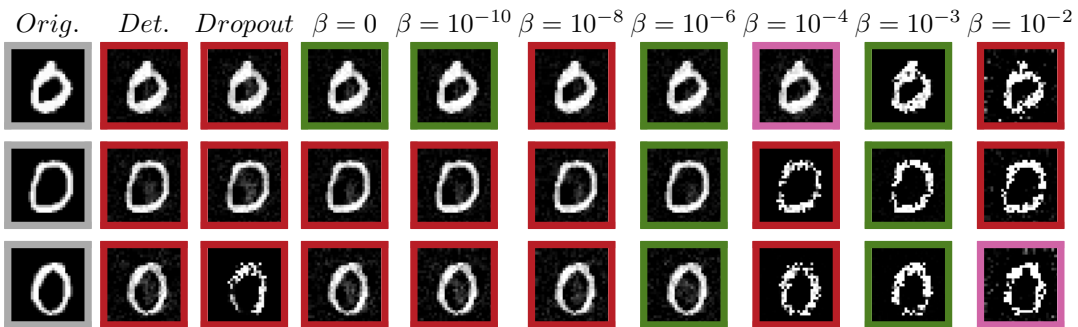 Orig. Det. Dropout β = 0 β = 10⁻¹⁰ β = 10⁻⁸ β = 10⁻⁶ β = 10⁻⁴ β = 10⁻³ β = 10⁻²